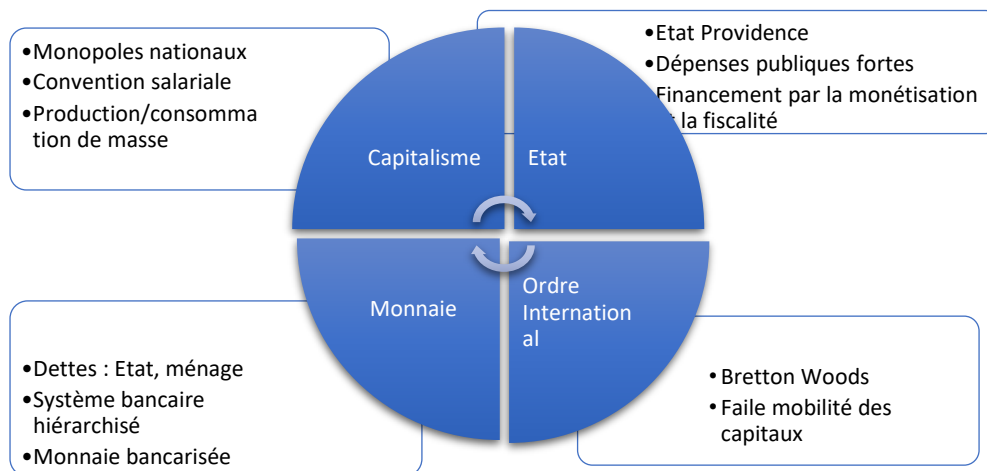 •Monopoles nationaux
•Convention salariale
•Production/consomma
tion de masse
•Etat Providence
•Dépenses publiques fortes
Financement par la monétisation
la fiscalité
Capitalisme
Etat
Monnaie
Ordre
Internation
al
•Dettes : Etat, ménage
•Système bancaire
hiérarchisé
•Monnaie bancarisée
• Bretton Woods
• Faile mobilité des
capitaux